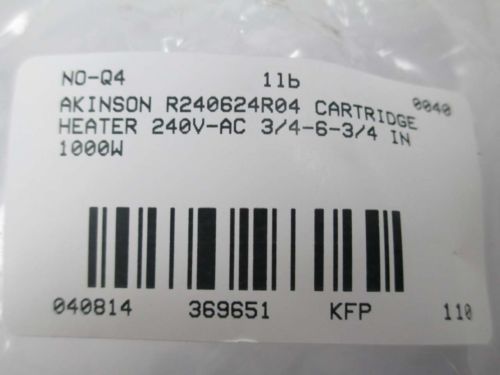 NO-Q4 1lb
AKINSON R240624R04 CARTRIDGE 0040
HEATER 240V-AC 3/4-6-3/4 IN
1000W
040814 369651 KFP 110